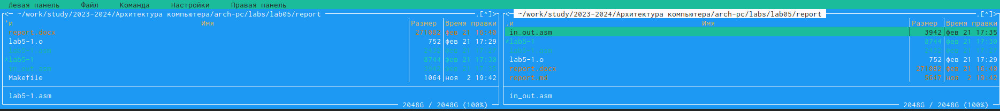 Левая панель Файл Команда Настройки Правая панель
<─ ~/work/study/2023-2024/Архитектура компьютера/arch-pc/labs/lab05/report .[^]>
'и Имя Размер Время правки
report.docx 271082 фев 21 16:40
lab5-1.o 752 фев 21 17:29
lab5-1.asm 2432 фев 21 17:27
*lab5-1 8744 фев 21 17:30
in_out.asm 3942 фев 21 17:35
Makefile 1064 ноя 2 19:42
lab5-1.asm
2048G / 2048G (100%)
<─ ~/work/study/2023-2024/Архитектура компьютера/arch-pc/labs/lab05/report .[^]>
.и Имя Размер Время правки
in_out.asm 3942 фев 21 17:35
*lab5-1 8744 фев 21 17:30
lab5-1.asm 2432 фев 21 17:27
lab5-1.o 752 фев 21 17:29
report.docx 271082 фев 21 16:40
report.md 5647 ноя 2 19:42
in_out.asm
2048G / 2048G (100%)